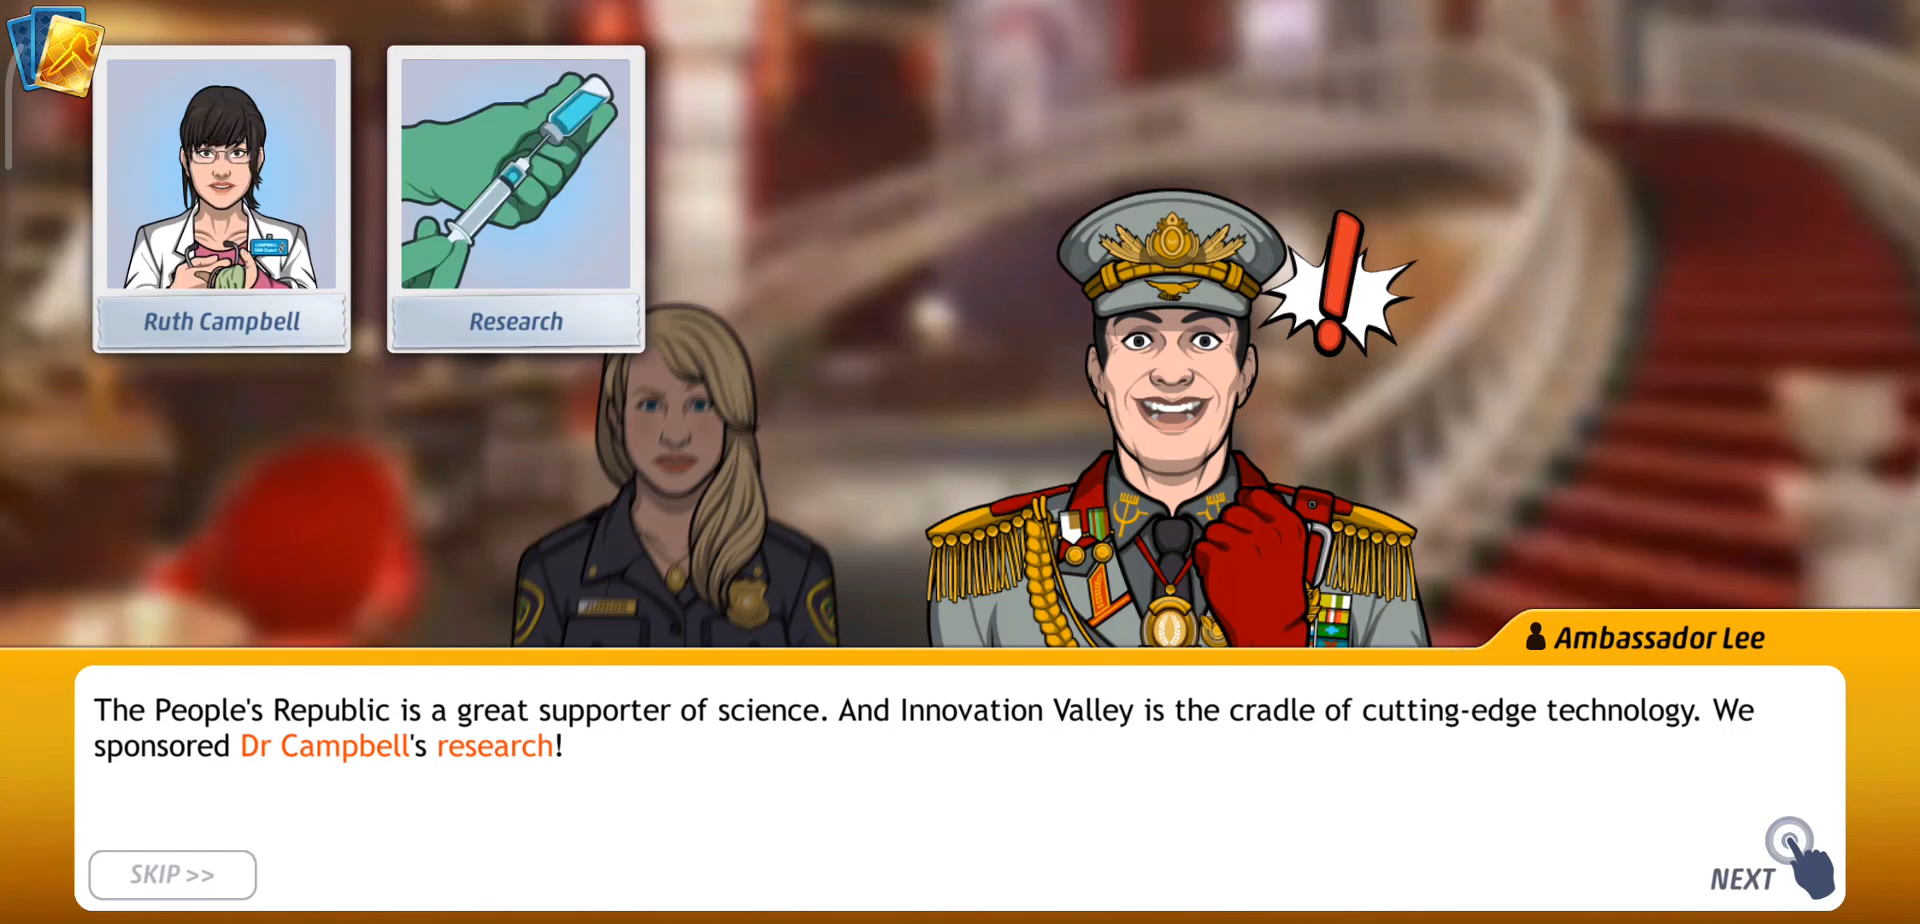 Ruth Campbell
Research
Ambassador Lee
The People's Republic is a great supporter of science. And Innovation Valley is the cradle of cutting-edge technology. We
sponsored Dr Campbell's research!
SKIP >>
NEXT